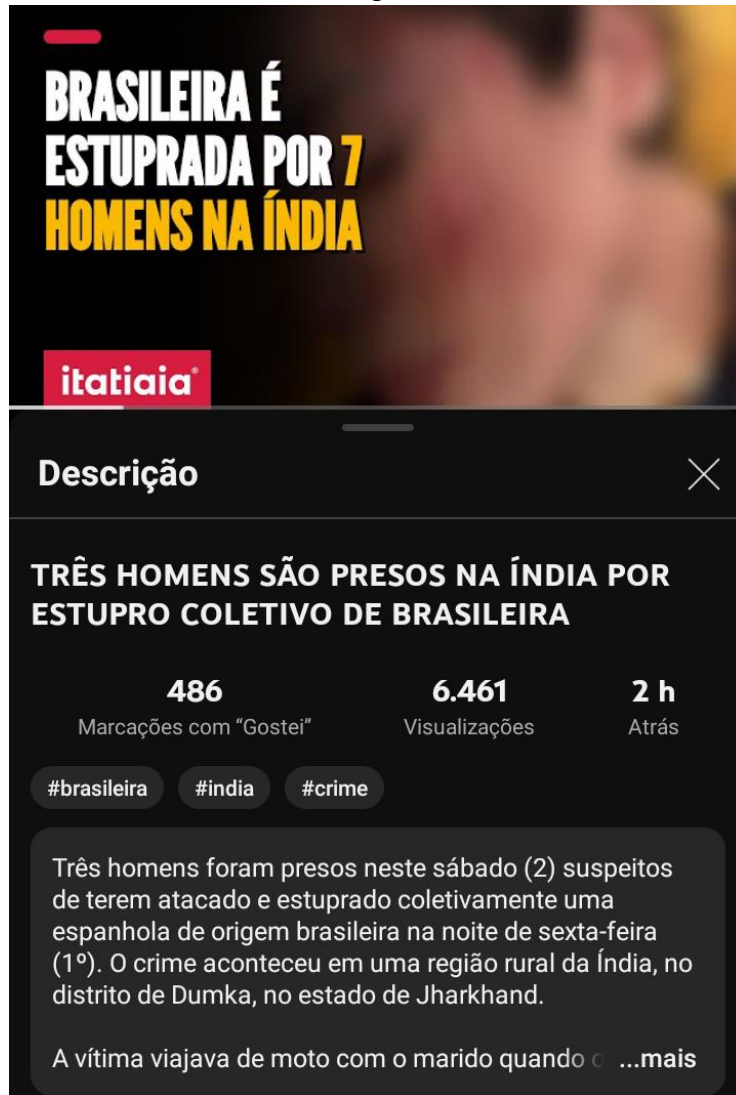 BRASILEIRA É
ESTUPRADA POR 7
HOMENS NA ÍNDIA
itatiaia
Descrição
TRÊS HOMENS SÃO PRESOS NA ÍNDIA POR
ESTUPRO COLETIVO DE BRASILEIRA
486 6.461 2 h
Marcações com “Gostei” Visualizações Atrás
#brasileira #india #crime
Três homens foram presos neste sábado (2) suspeitos
de terem atacado e estuprado coletivamente uma
espanhola de origem brasileira na noite de sexta-feira
(1º). O crime aconteceu em uma região rural da Índia, no
distrito de Dumka, no estado de Jharkhand.
A vítima viajava de moto com o marido quando ...mais